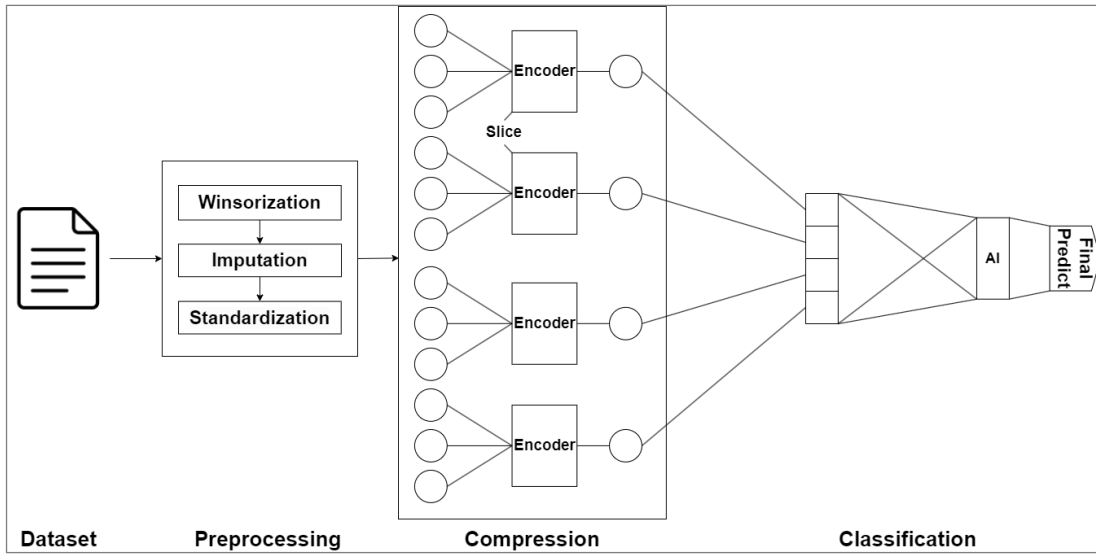 Winsorization
Imputation
Standardization
Encoder
Slice
Encoder
Encoder
Encoder
AI
Final
Predict
Dataset
Preprocessing
Compression
Classification